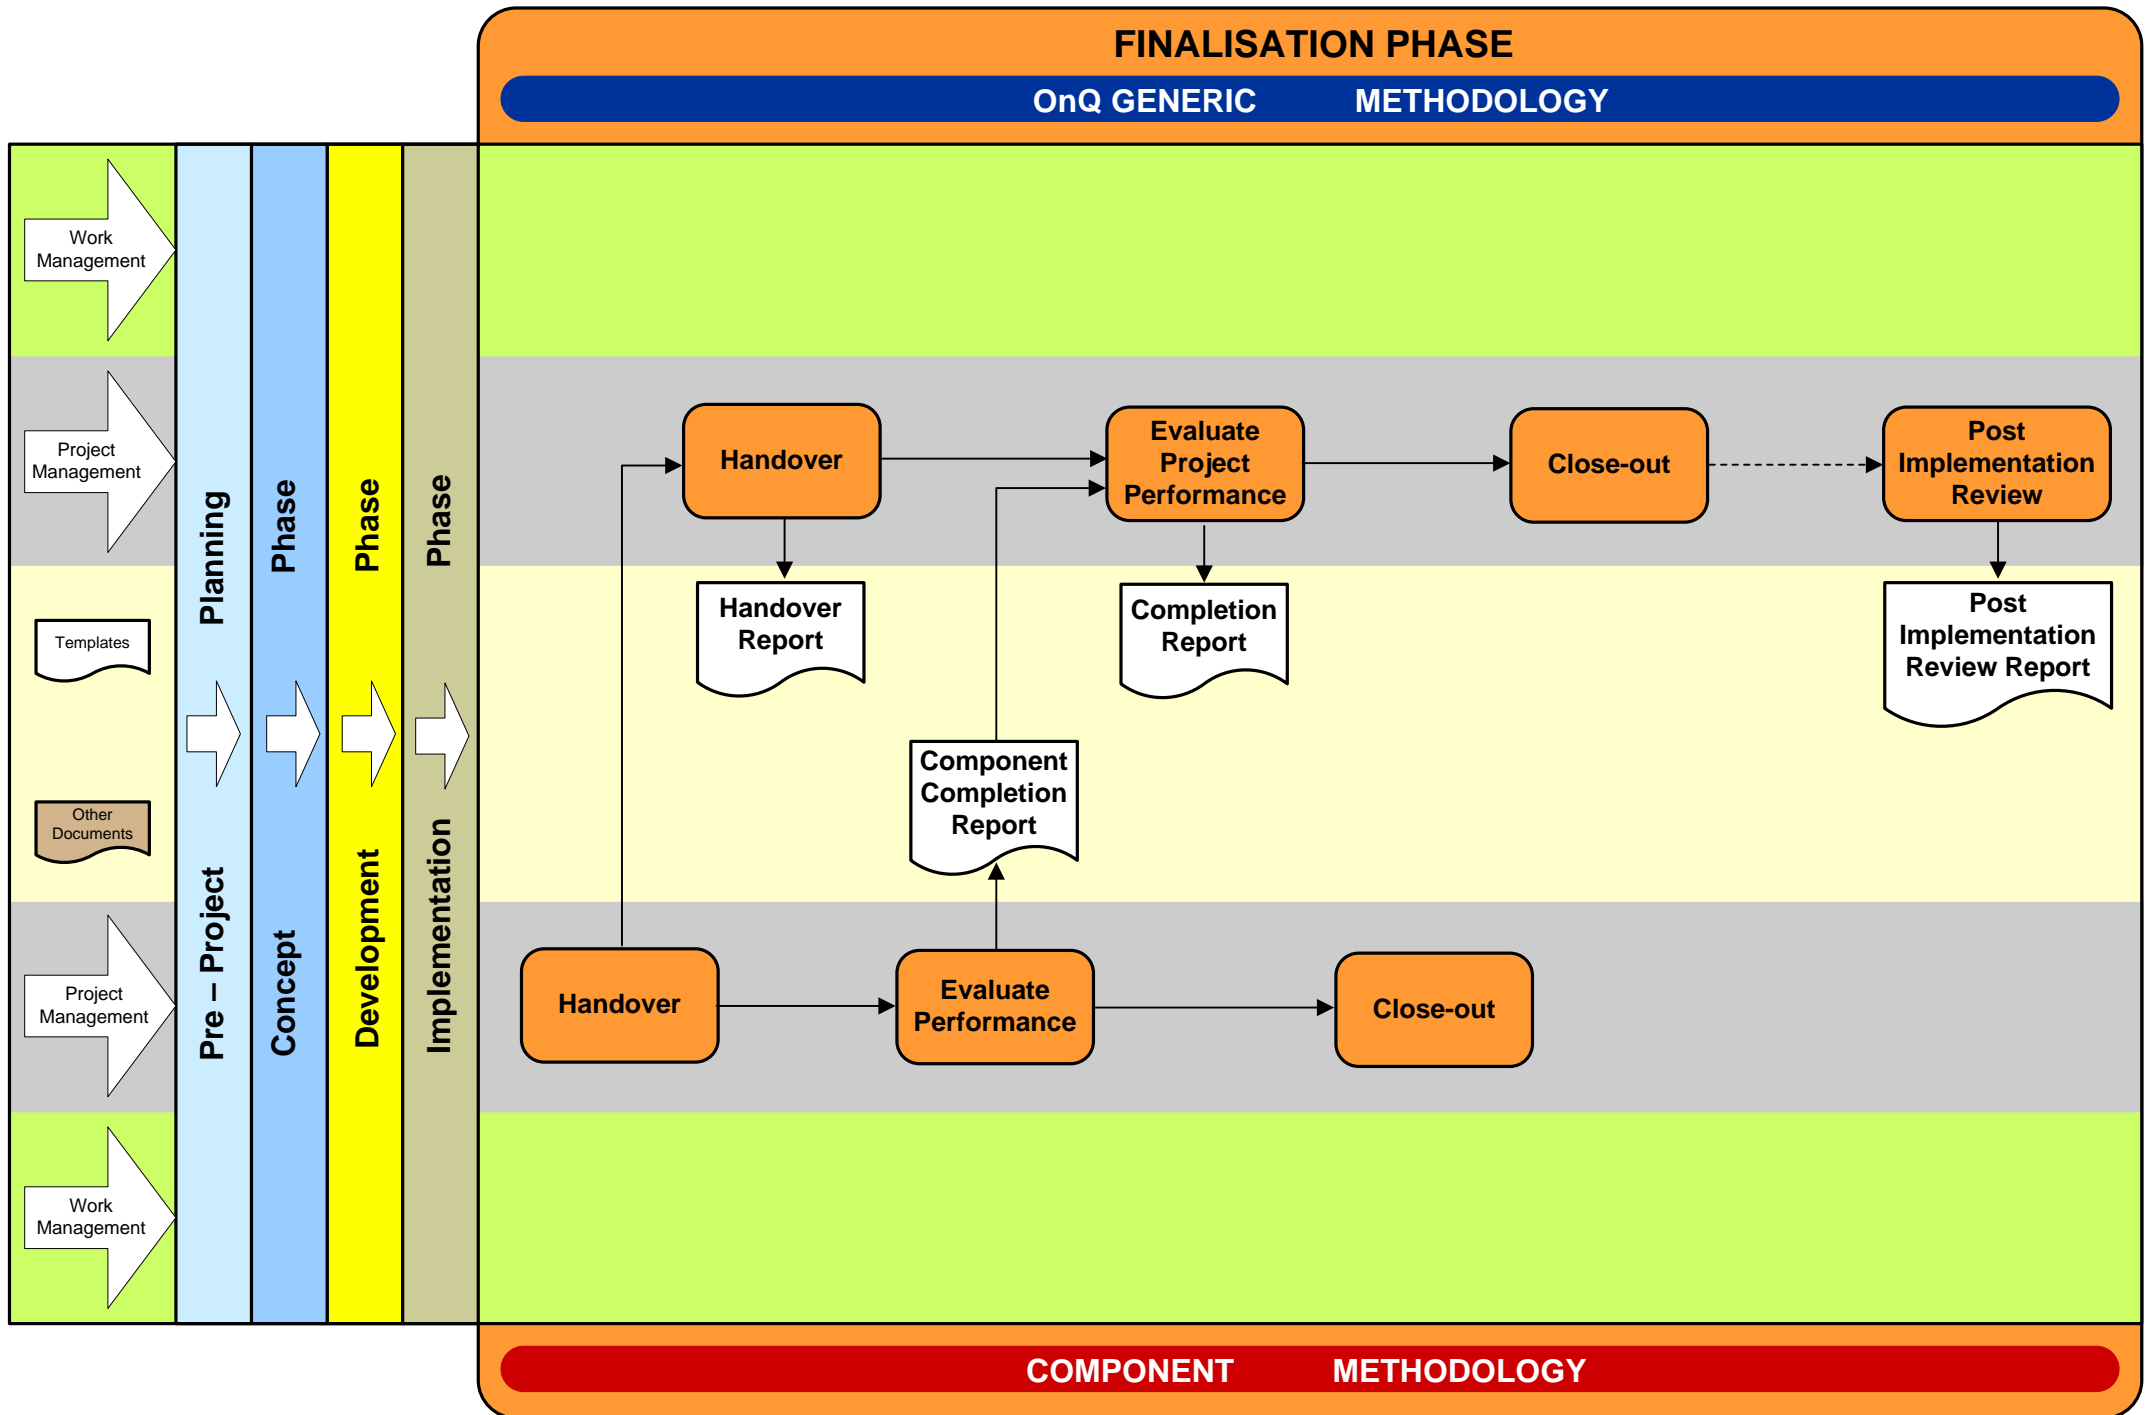 FINALISATION PHASE
OnQ GENERIC METHODOLOGY
Work
Management
Project
Management
Templates
Other
Documents
Project
Management
Work
Management
Pre – Project Planning
Concept Phase
Development Phase
Implementation Phase
Handover
Evaluate
Project
Performance
Close-out
Post
Implementation
Review
Handover
Report
Completion
Report
Post
Implementation
Review Report
Component
Completion
Report
Handover
Evaluate
Performance
Close-out
COMPONENT METHODOLOGY